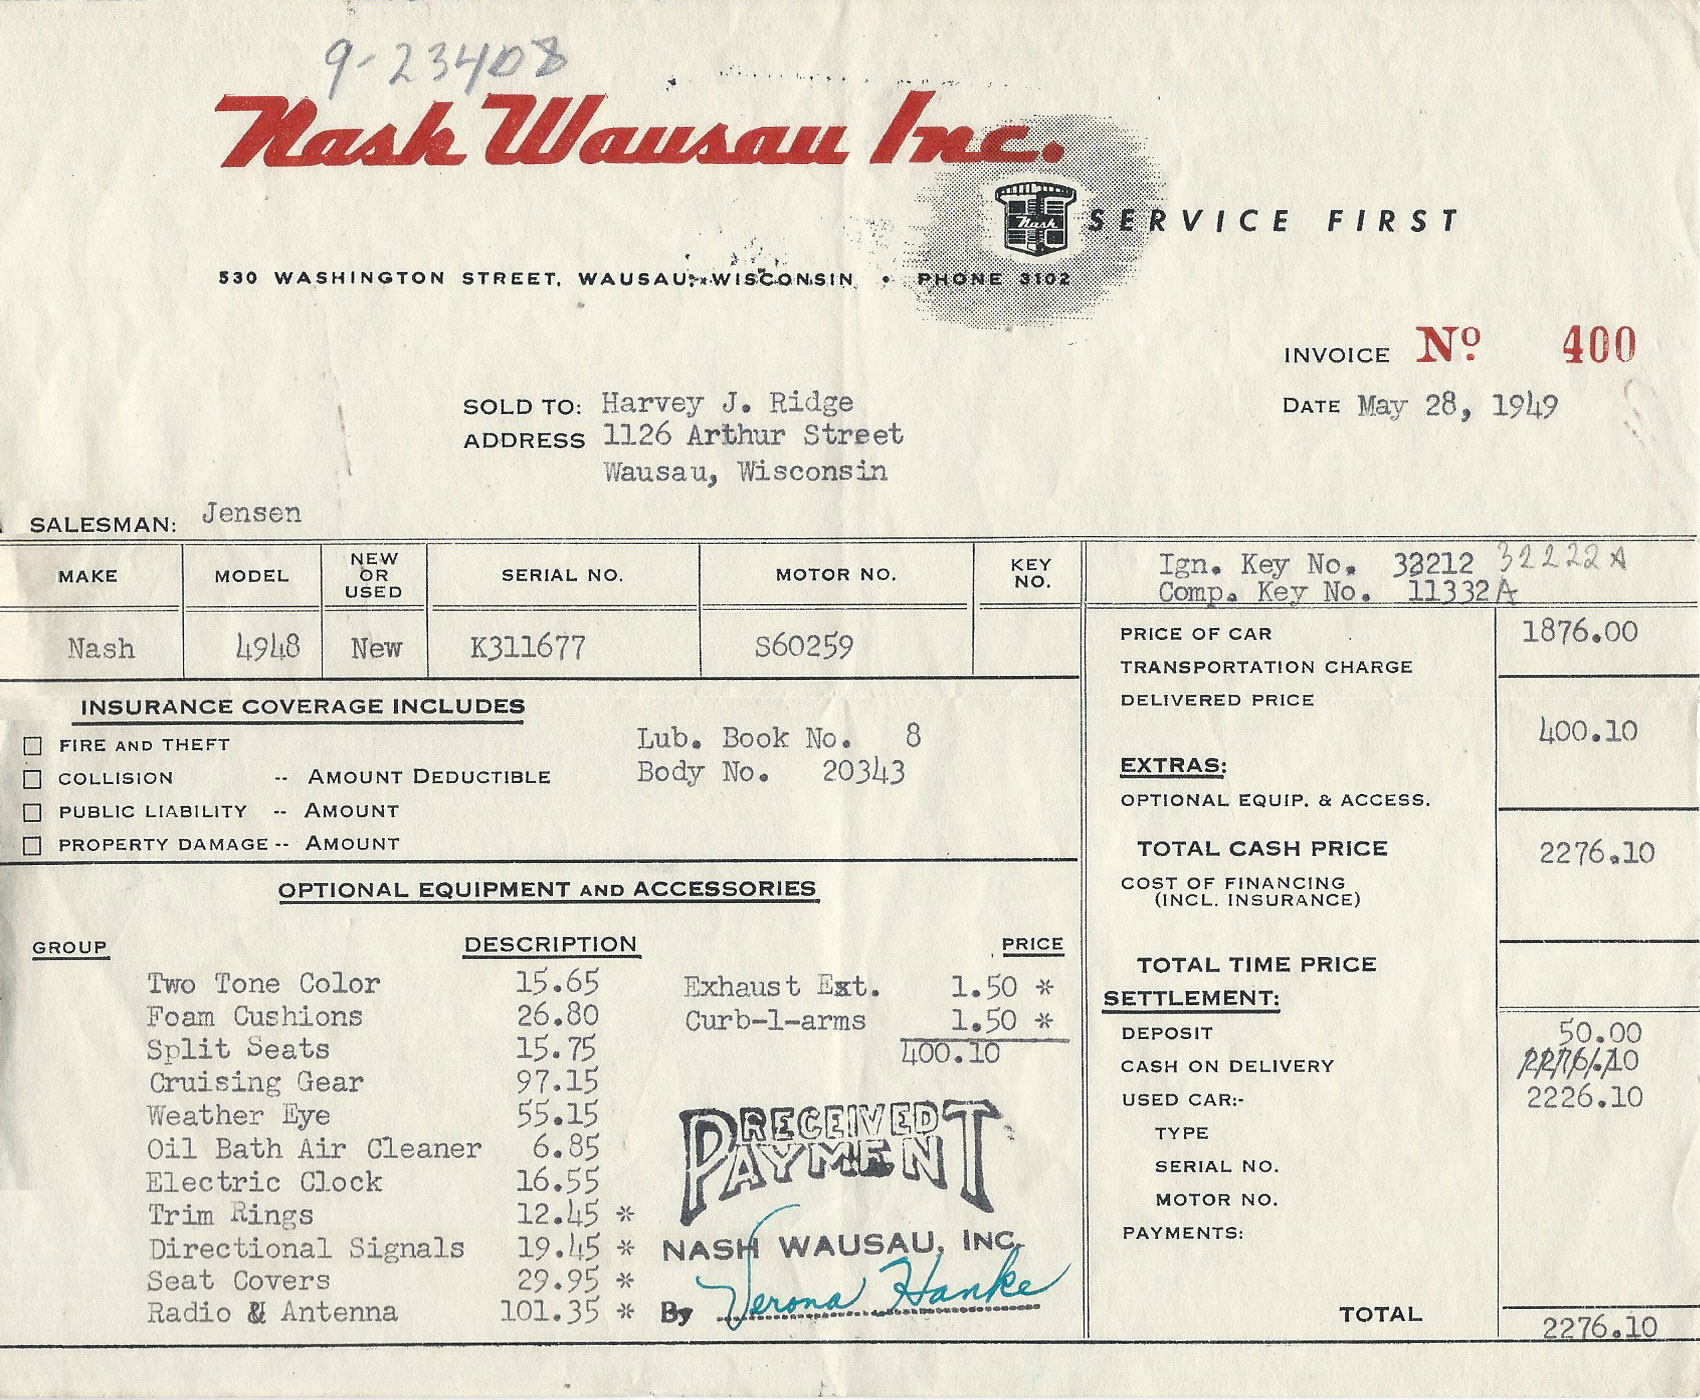 9-23408
Nash Wausau Inc.
Nash
SERVICE FIRST
530 WASHINGTON STREET, WAUSAU, WISCONSIN • PHONE 3102
INVOICE Nº 400
DATE May 28, 1949
SOLD TO: Harvey J. Ridge
ADDRESS 1126 Arthur Street
Wausau, Wisconsin
SALESMAN: Jensen
MAKE MODEL NEW OR USED SERIAL NO. MOTOR NO. KEY NO.
Nash 4948 New K311677 S60259
Ign. Key No. 33212 32222A
Comp. Key No. 11332A
PRICE OF CAR 1876.00
TRANSPORTATION CHARGE
DELIVERED PRICE
400.10
EXTRAS:
OPTIONAL EQUIP. & ACCESS.
TOTAL CASH PRICE 2276.10
COST OF FINANCING
(INCL. INSURANCE)
TOTAL TIME PRICE
SETTLEMENT:
DEPOSIT 50.00
CASH ON DELIVERY 2276.10
USED CAR:- 2226.10
TYPE
SERIAL NO.
MOTOR NO.
PAYMENTS:
TOTAL 2276.10
INSURANCE COVERAGE INCLUDES
FIRE AND THEFT
COLLISION -- AMOUNT DEDUCTIBLE
PUBLIC LIABILITY -- AMOUNT
PROPERTY DAMAGE -- AMOUNT
Lub. Book No. 8
Body No. 20343
OPTIONAL EQUIPMENT AND ACCESSORIES
GROUP DESCRIPTION PRICE
Two Tone Color 15.65
Foam Cushions 26.80
Split Seats 15.75
Cruising Gear 97.15
Weather Eye 55.15
Oil Bath Air Cleaner 6.85
Electric Clock 16.55
Trim Rings 12.45 *
Directional Signals 19.45 *
Seat Covers 29.95 *
Radio & Antenna 101.35 *
Exhaust Ext. 1.50 *
Curb-l-arms 1.50 *
400.10
RECEIVED
PAYMENT
NASH WAUSAU, INC.
By Verona Hanke